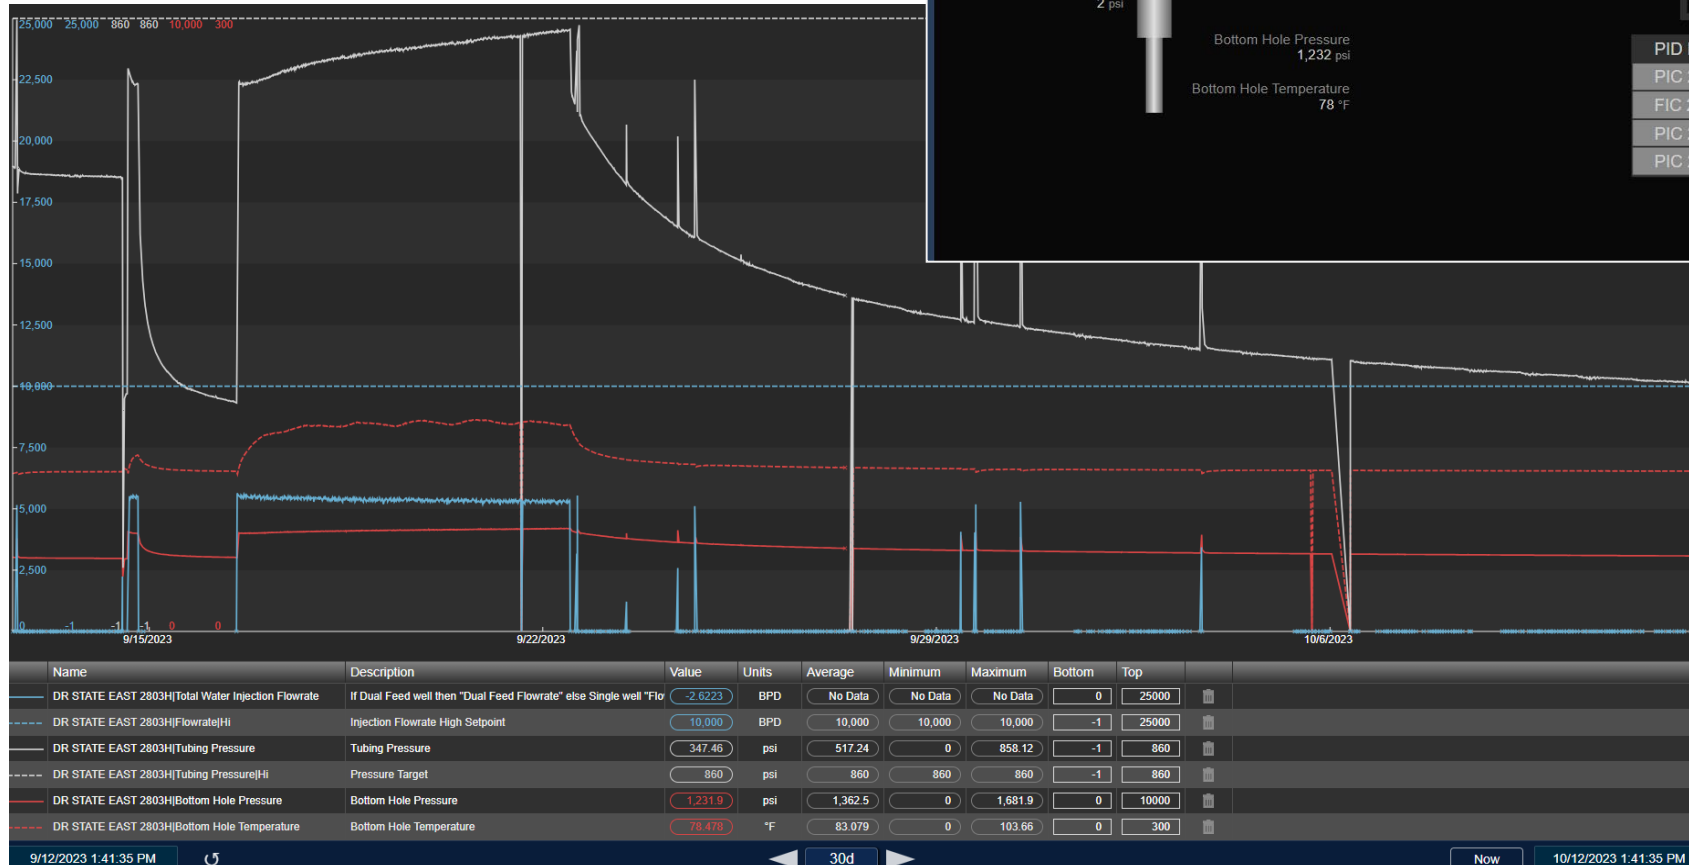 25,000 25,000 860 860 10,000 300
2 psi
Bottom Hole Pressure
1,232 psi
Bottom Hole Temperature
78 °F
PID
PIC
FIC
PIC
PIC
22,500
20,000
17,500
15,000
12,500
10,000
7,500
5,000
2,500
0 -1 -1 -1 0 0
9/15/2023 9/22/2023 9/29/2023 10/6/2023
Name Description Value Units Average Minimum Maximum Bottom Top
DR STATE EAST 2803H|Total Water Injection Flowrate If Dual Feed well then "Dual Feed Flowrate" else Single well "Flo -2.6223 BPD No Data No Data No Data 0 25000
DR STATE EAST 2803H|Flowrate|Hi Injection Flowrate High Setpoint 10,000 BPD 10,000 10,000 10,000 -1 25000
DR STATE EAST 2803H|Tubing Pressure Tubing Pressure 347.46 psi 517.24 0 858.12 -1 860
DR STATE EAST 2803H|Tubing Pressure|Hi Pressure Target 860 psi 860 860 860 -1 860
DR STATE EAST 2803H|Bottom Hole Pressure Bottom Hole Pressure 1,231.9 psi 1,362.5 0 1,681.9 0 10000
DR STATE EAST 2803H|Bottom Hole Temperature Bottom Hole Temperature 78.478 °F 83.079 0 103.66 0 300
9/12/2023 1:41:35 PM 30d Now 10/12/2023 1:41:35 PM